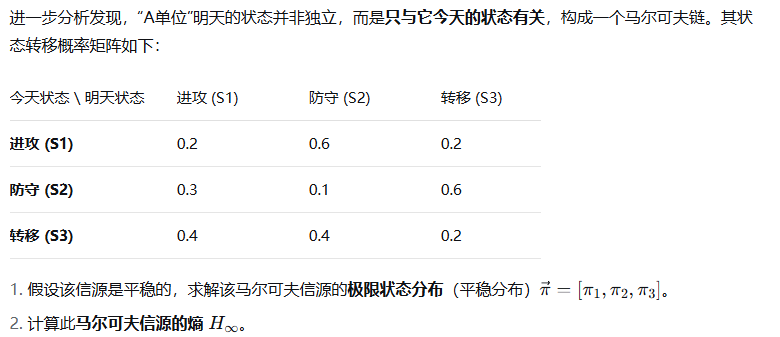 进一步分析发现，“A单位”明天的状态并非独立，而是只与它今天的状态有关，构成一个马尔可夫链。其状
态转移概率矩阵如下：
今天状态 \ 明天状态 进攻 (S1) 防守 (S2) 转移 (S3)
进攻 (S1) 0.2 0.6 0.2
防守 (S2) 0.3 0.1 0.6
转移 (S3) 0.4 0.4 0.2
1. 假设该信源是平稳的，求解该马尔可夫信源的极限状态分布（平稳分布）$\vec{\pi} = [\pi_1, \pi_2, \pi_3]$。
2. 计算此马尔可夫信源的熵 $H_\infty$。